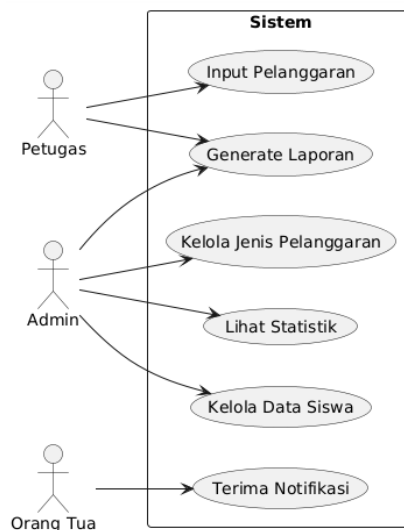 Sistem
Input Pelanggaran
Petugas
Generate Laporan
Kelola Jenis Pelanggaran
Admin
Lihat Statistik
Kelola Data Siswa
Terima Notifikasi
Orang Tua